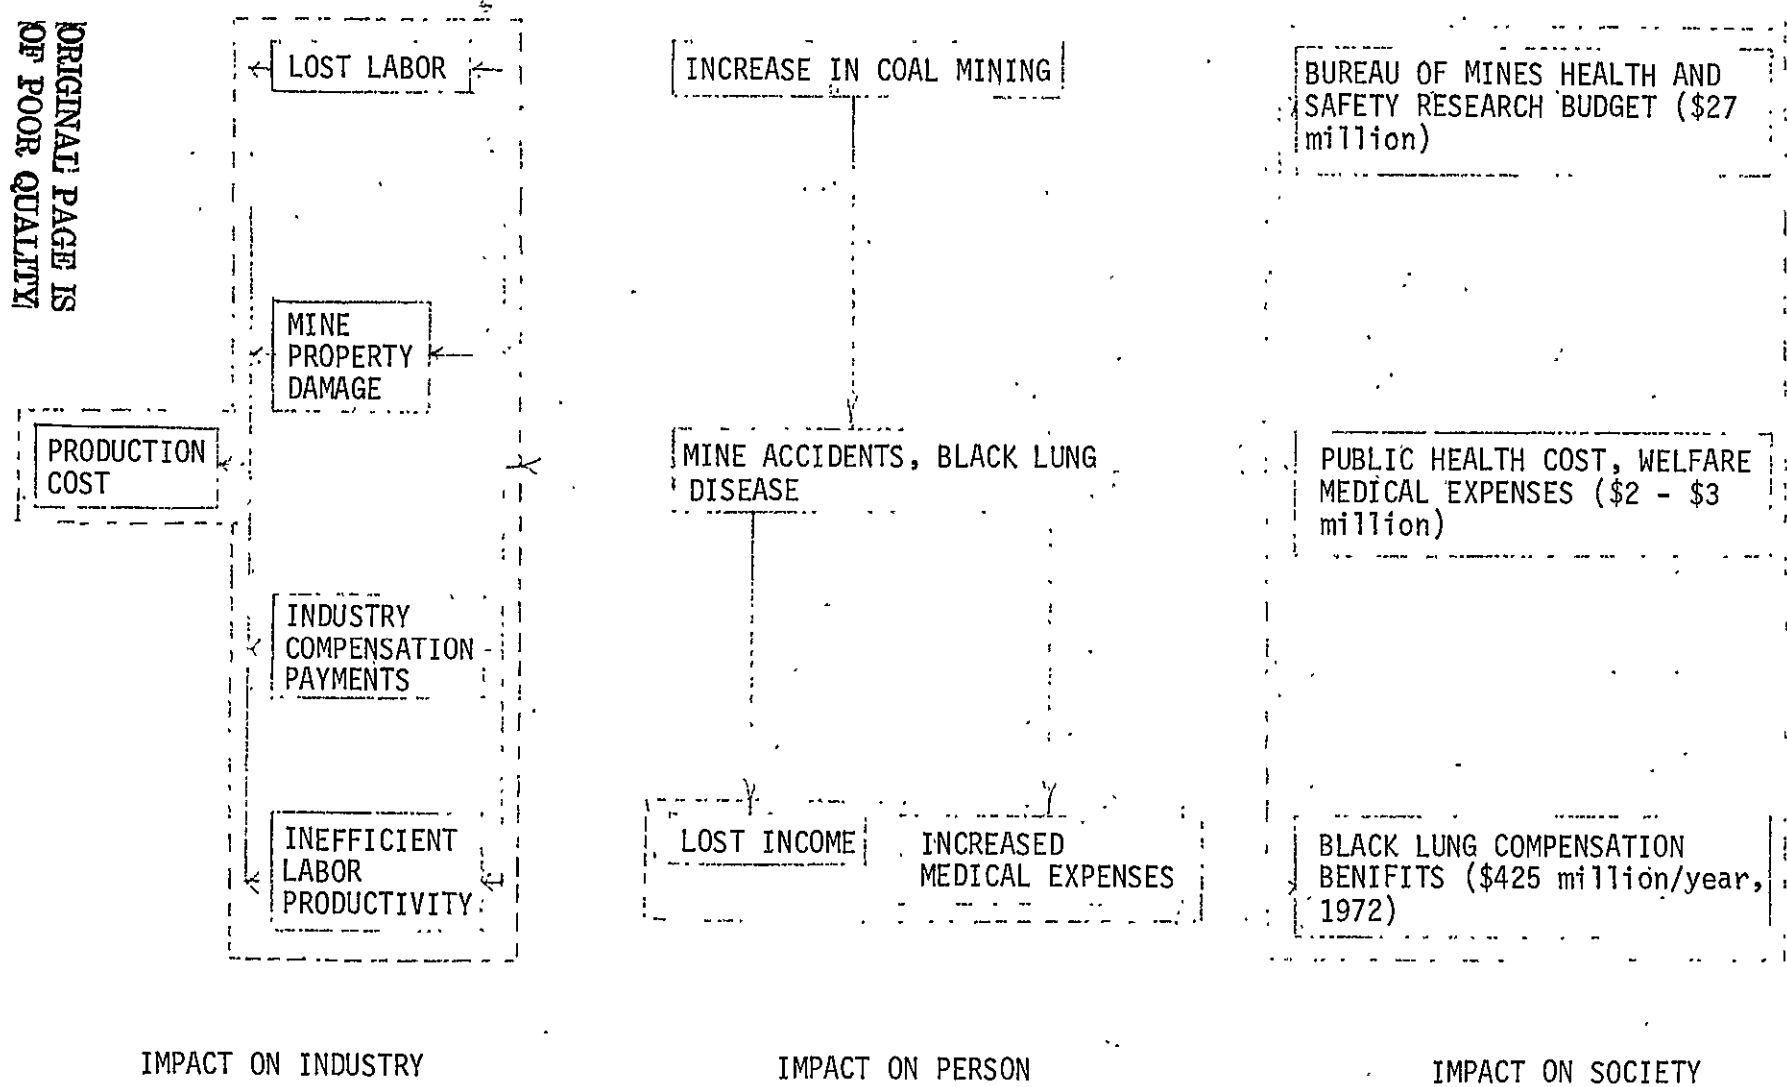 ORIGINAL PAGE IS
OF POOR QUALITY
LOST LABOR
MINE
PROPERTY
DAMAGE
PRODUCTION
COST
INDUSTRY
COMPENSATION
PAYMENTS
INEFFICIENT
LABOR
PRODUCTIVITY
IMPACT ON INDUSTRY
INCREASE IN COAL MINING
MINE ACCIDENTS, BLACK LUNG
DISEASE
LOST INCOME
INCREASED
MEDICAL EXPENSES
IMPACT ON PERSON
BUREAU OF MINES HEALTH AND
SAFETY RESEARCH BUDGET ($27
million)
PUBLIC HEALTH COST, WELFARE
MEDICAL EXPENSES ($2 - $3
million)
BLACK LUNG COMPENSATION
BENIFITS ($425 million/year,
1972)
IMPACT ON SOCIETY